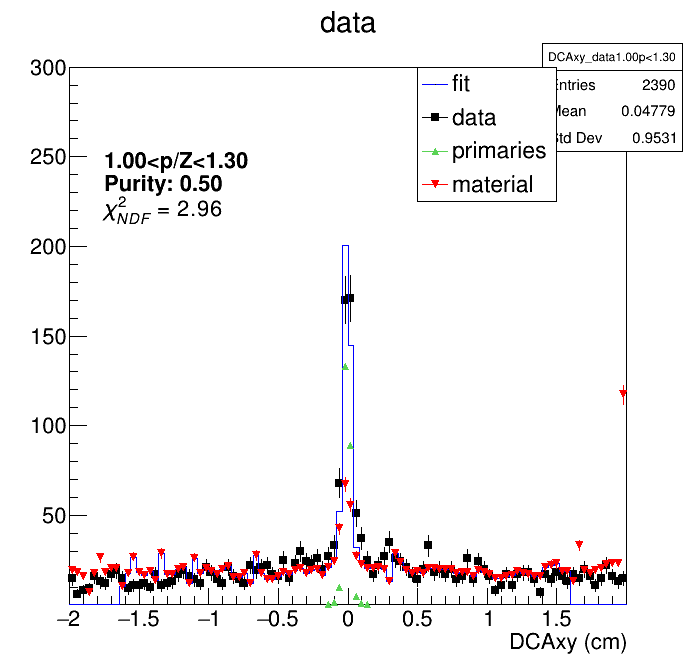 data
DCAxy_data1.00p<1.30
Entries 2390
Mean 0.04779
Std Dev 0.9531
fit
data
primaries
material
1.00<p/Z<1.30
Purity: 0.50
χ²_NDF = 2.96
300
250
200
150
100
50
−2 −1.5 −1 −0.5 0 0.5 1 1.5 2
DCAxy (cm)